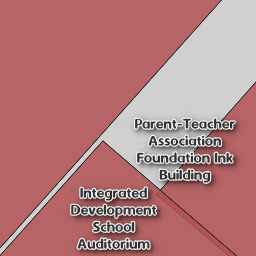 Parent-Teacher
Association
Foundation Ink
Building
Integrated
Development
School
Auditorium